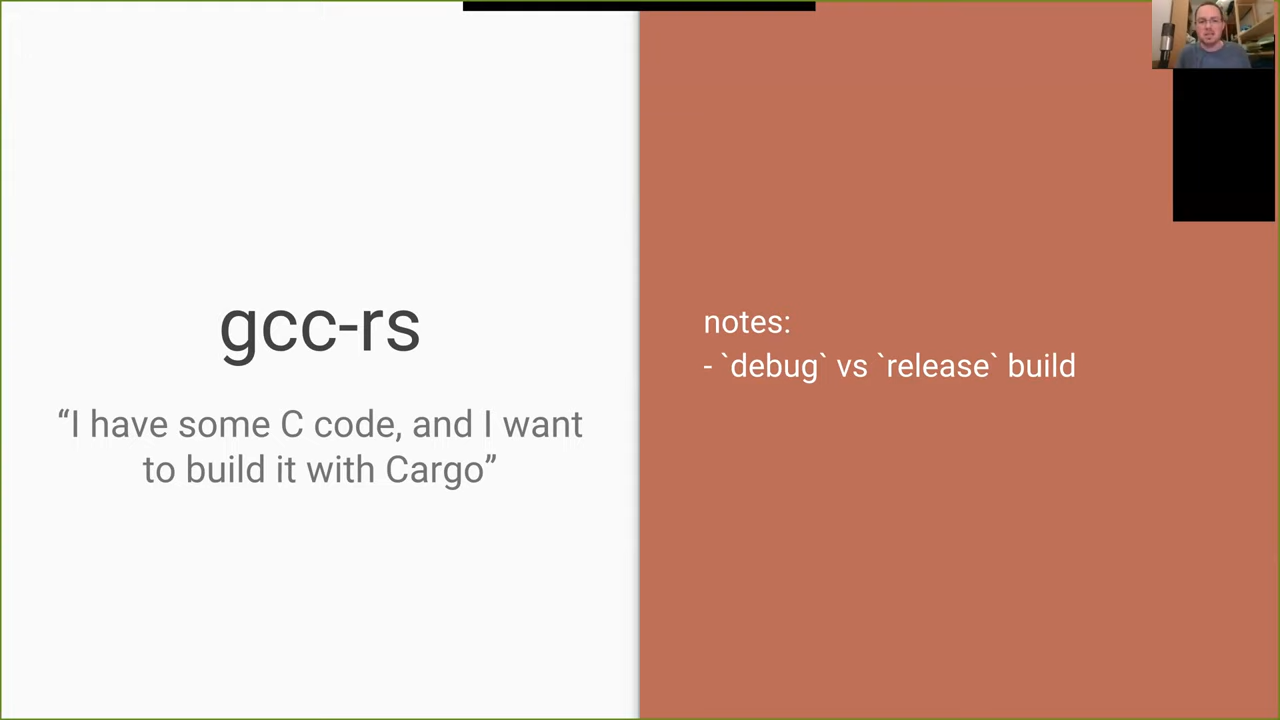 gcc-rs
“I have some C code, and I want
to build it with Cargo”
notes:
- `debug` vs `release` build